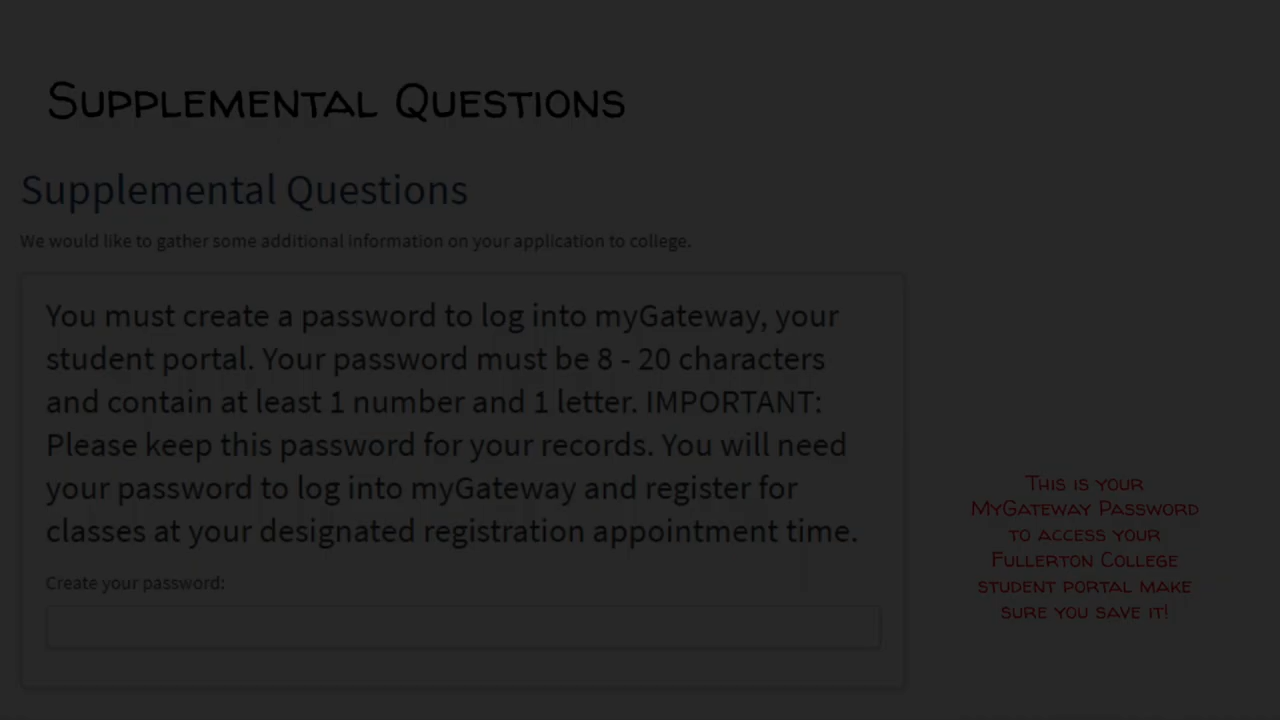 Supplemental Questions
Supplemental Questions
We would like to gather some additional information on your application to college.
You must create a password to log into myGateway, your
student portal. Your password must be 8 - 20 characters
and contain at least 1 number and 1 letter. IMPORTANT:
Please keep this password for your records. You will need
your password to log into myGateway and register for
classes at your designated registration appointment time.
Create your password:
This is your
MyGateway Password
to access your
Fullerton College
student portal make
sure you save it!